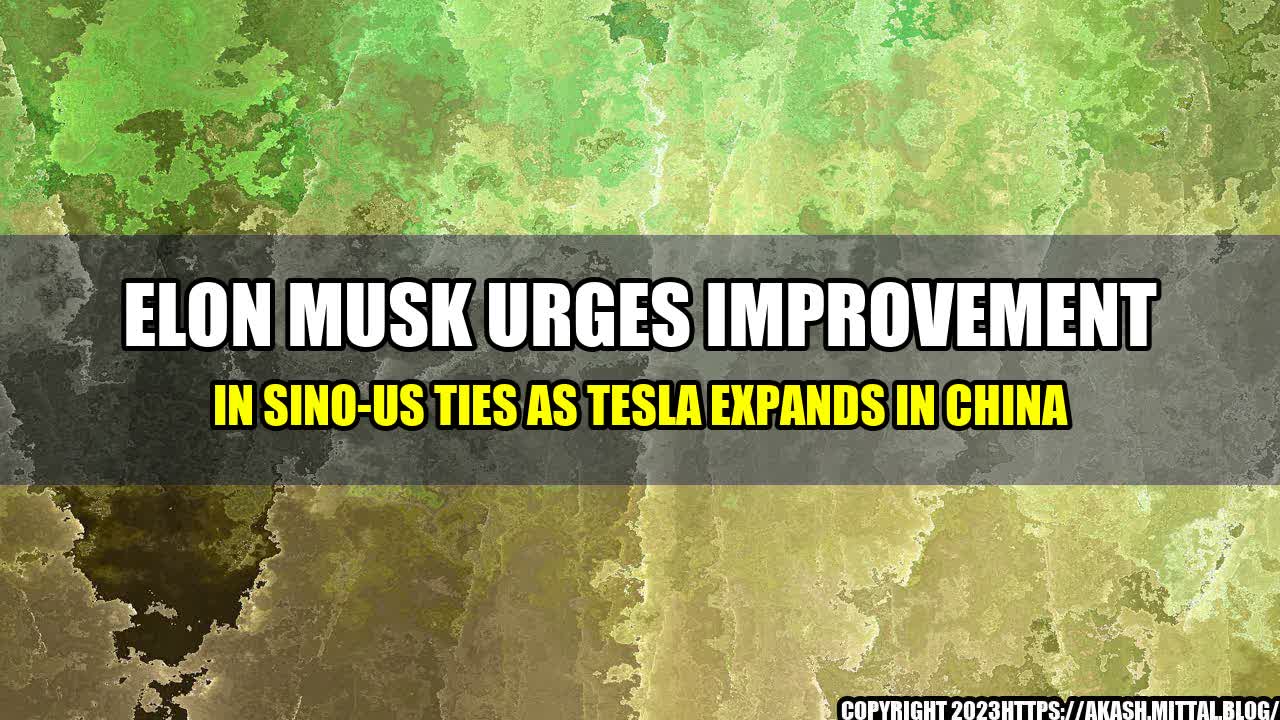 ELON MUSK URGES IMPROVEMENT
IN SINO-US TIES AS TESLA EXPANDS IN CHINA
COPYRIGHT 2023HTTPS://AKASH.MITTAL.BLOG/